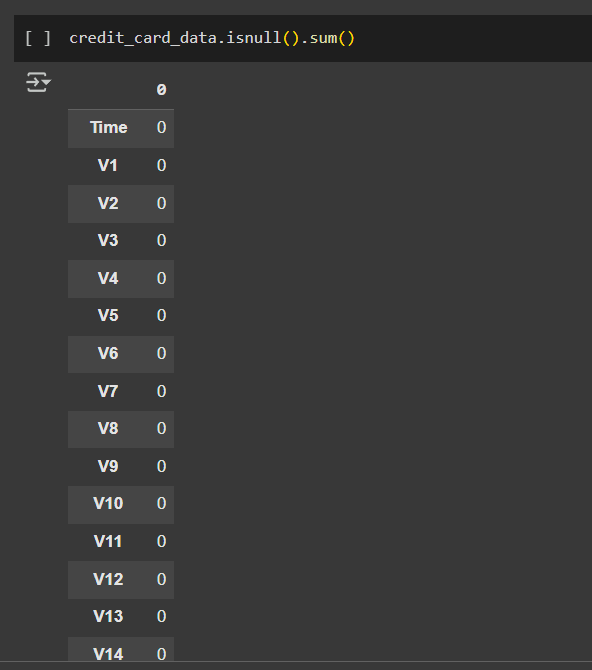 [ ] credit_card_data.isnull().sum()
0
Time 0
V1 0
V2 0
V3 0
V4 0
V5 0
V6 0
V7 0
V8 0
V9 0
V10 0
V11 0
V12 0
V13 0
V14 0